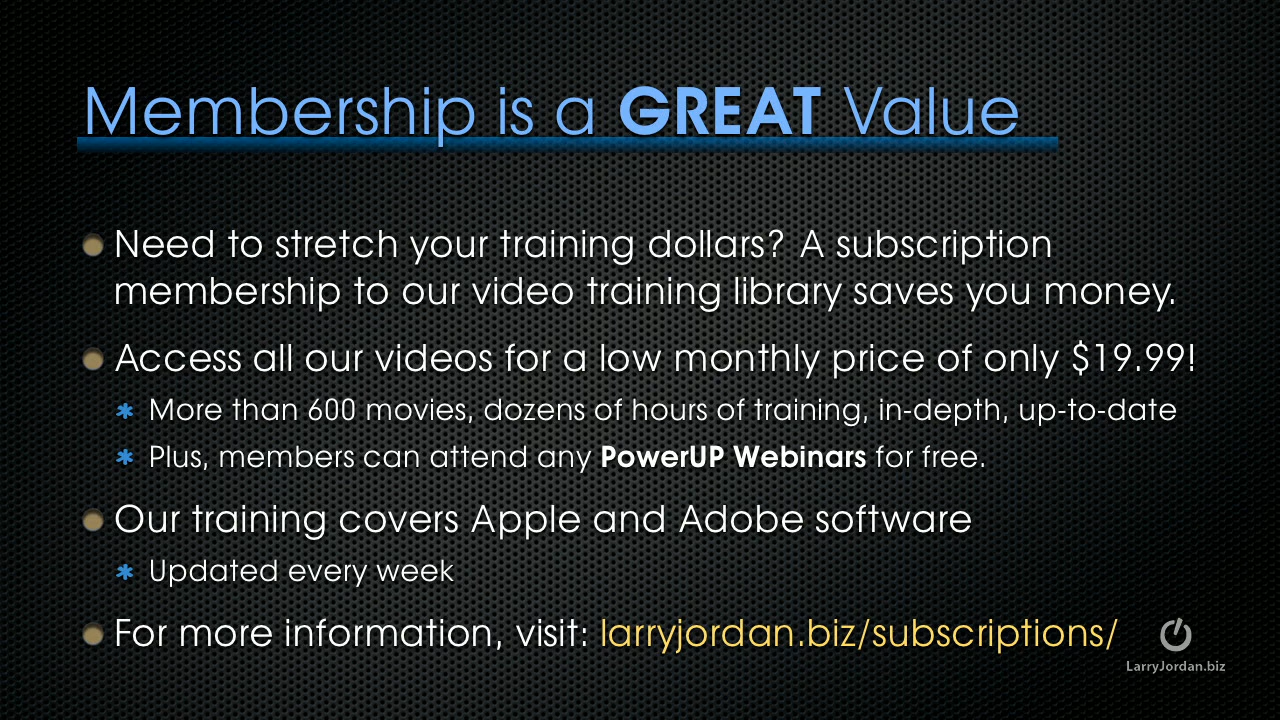 Membership is a GREAT Value
Need to stretch your training dollars? A subscription
membership to our video training library saves you money.
Access all our videos for a low monthly price of only $19.99!
More than 600 movies, dozens of hours of training, in-depth, up-to-date
Plus, members can attend any PowerUP Webinars for free.
Our training covers Apple and Adobe software
Updated every week
For more information, visit: larryjordan.biz/subscriptions/
LarryJordan.biz